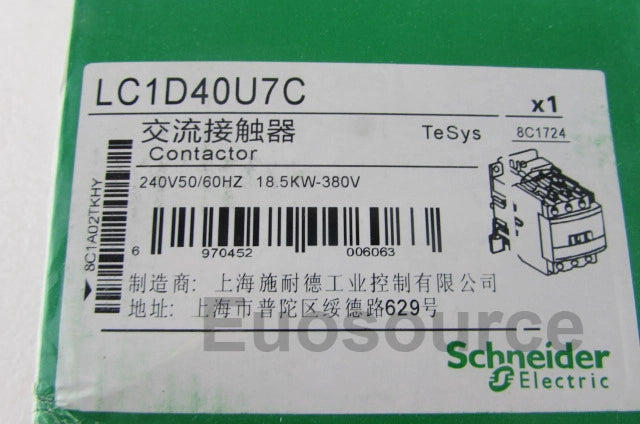 LC1D40U7C
x1
交流接触器
TeSys
8C1724
Contactor
240V50/60HZ 18.5KW-380V
8C1A02TKHY
6 970452 006063
制造商: 上海施耐德工业控制有限公司
地址: 上海市普陀区绥德路629号
Euosource
Schneider
Electric